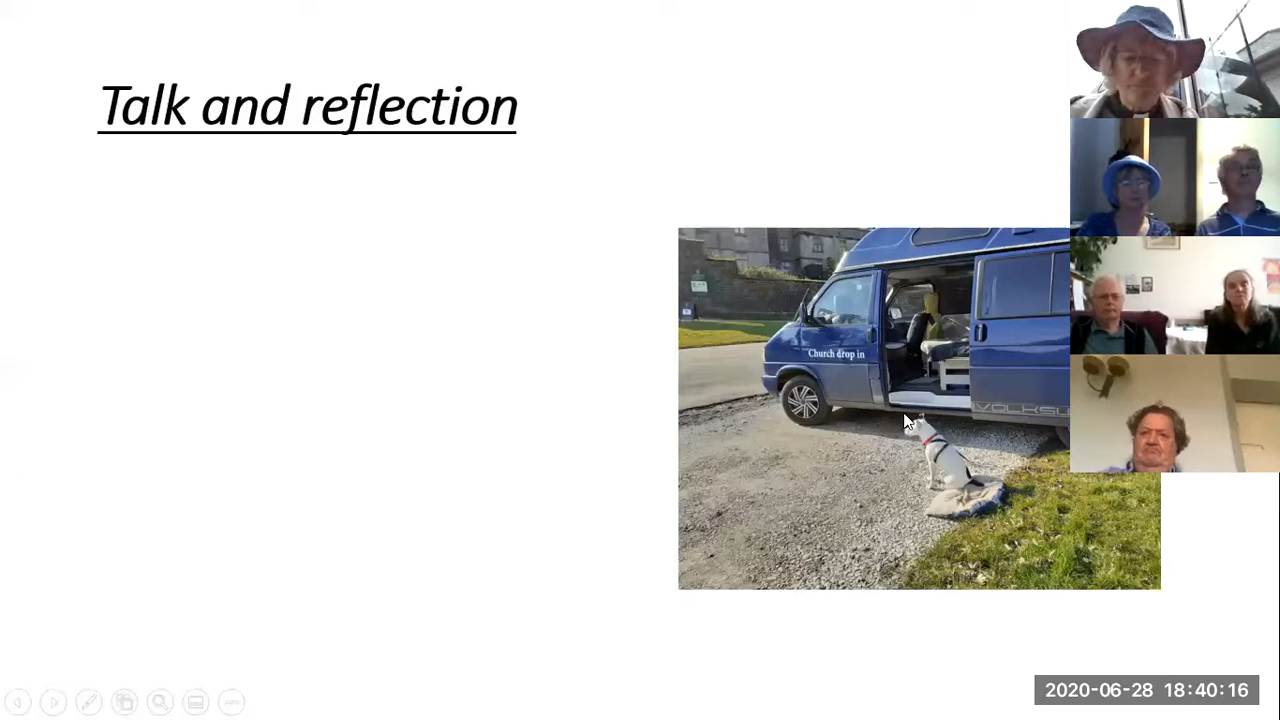 Talk and reflection
Church drop in
2020-06-28 18:40:16